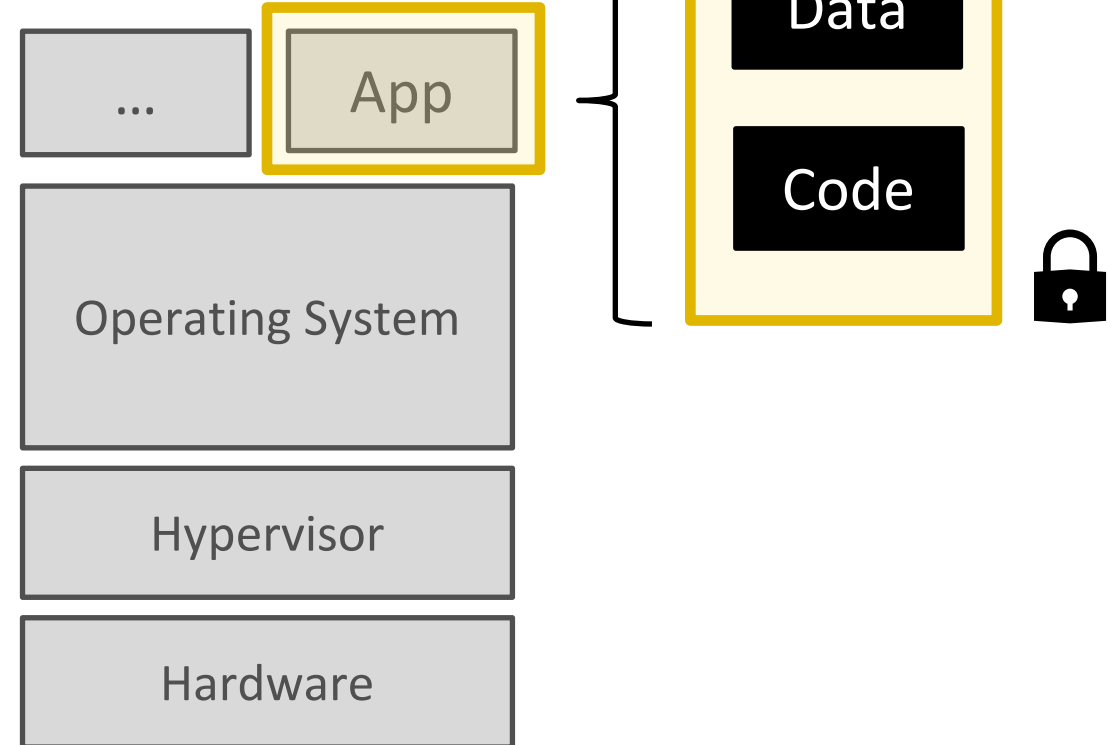 Data
...
App
Code
Operating System
Hypervisor
Hardware